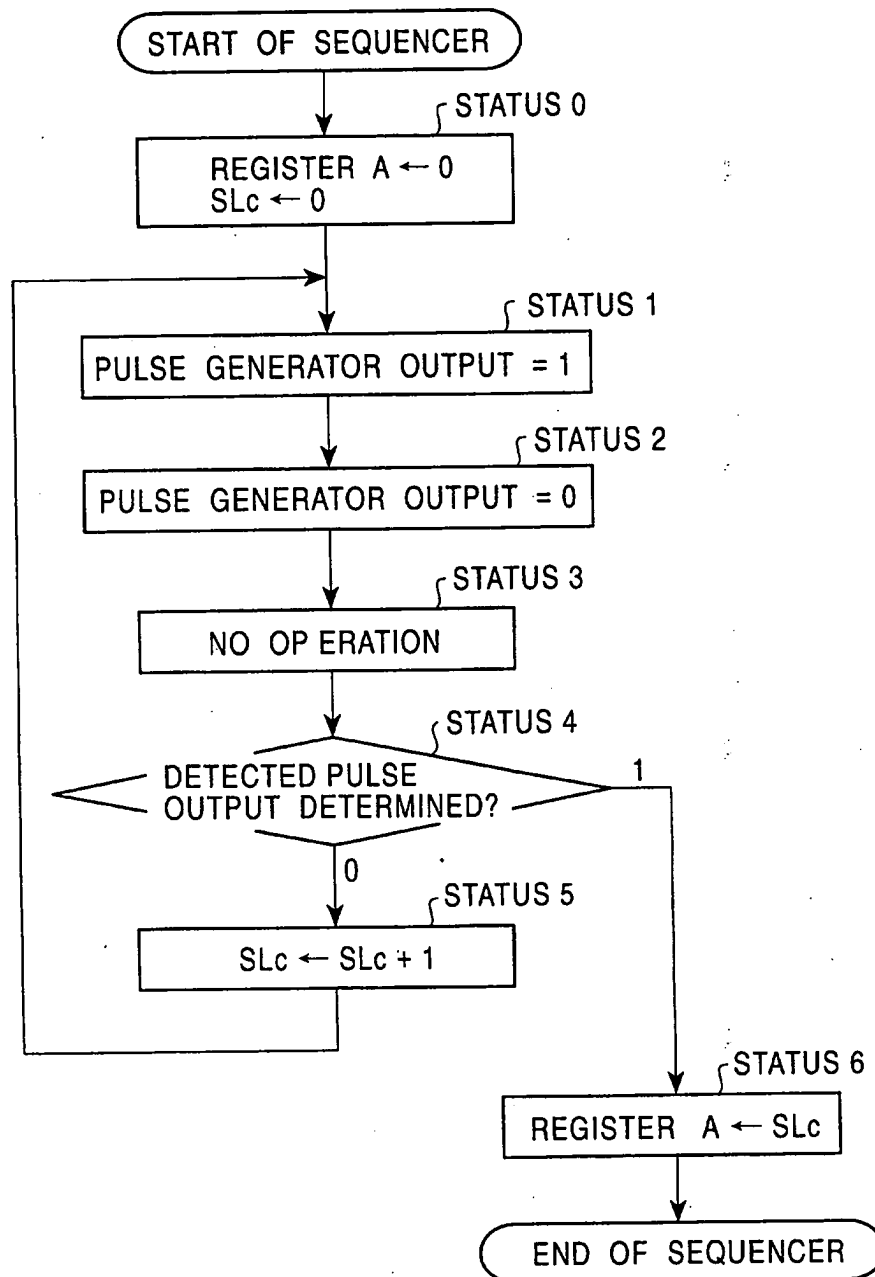 START OF SEQUENCER
STATUS 0
REGISTER A ← 0
SLc ← 0
STATUS 1
PULSE GENERATOR OUTPUT = 1
STATUS 2
PULSE GENERATOR OUTPUT = 0
STATUS 3
NO OPERATION
STATUS 4
DETECTED PULSE
OUTPUT DETERMINED?
1
0
STATUS 5
SLc ← SLc + 1
STATUS 6
REGISTER A ← SLc
END OF SEQUENCER